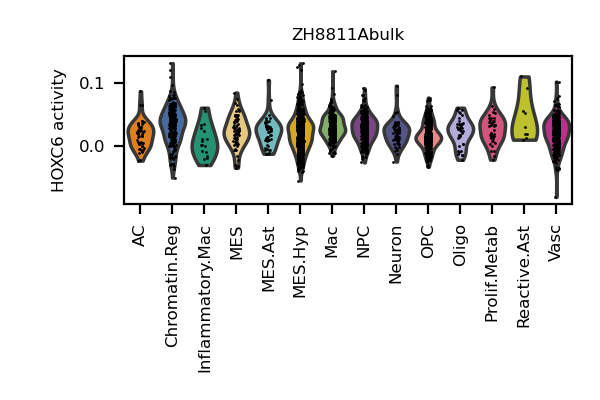 ZH8811Abulk
HOXC6 activity
0.1
0.0
AC
Chromatin.Reg
Inflammatory.Mac
MES
MES.Ast
MES.Hyp
Mac
NPC
Neuron
OPC
Oligo
Prolif.Metab
Reactive.Ast
Vasc